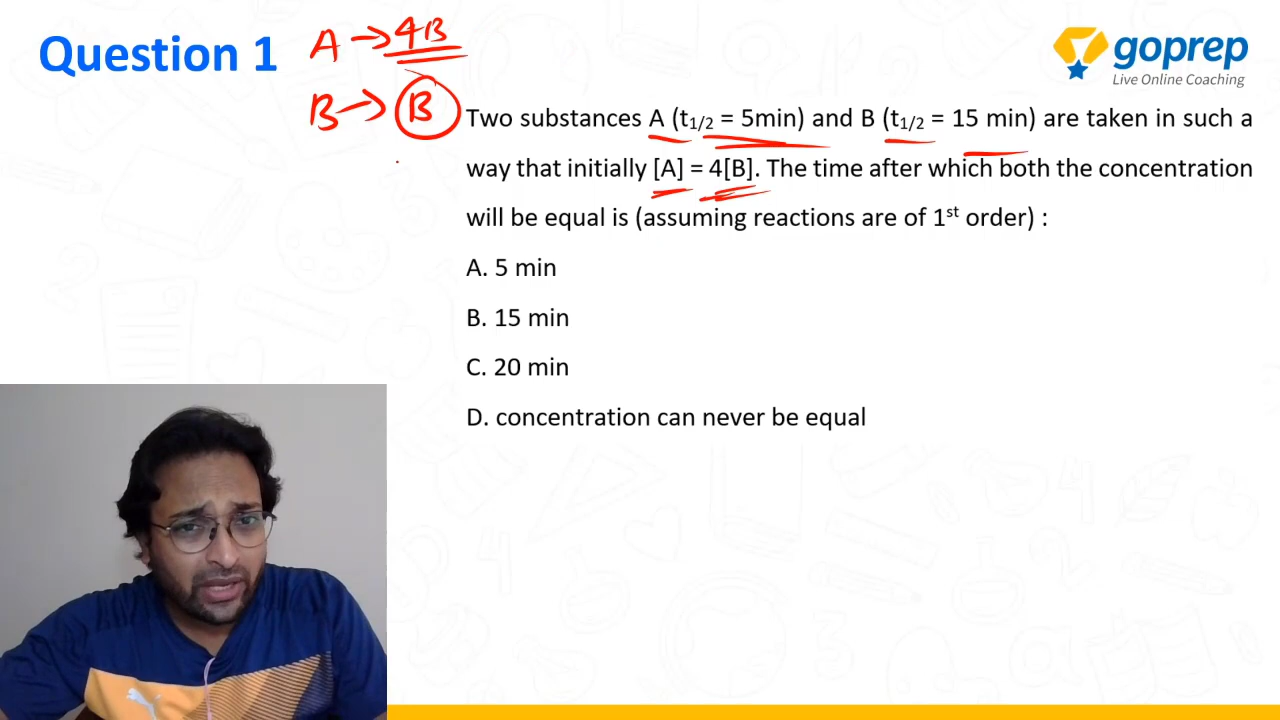 Question 1
A → 4B
B → B
goprep
Live Online Coaching
Two substances A (t1/2 = 5min) and B (t1/2 = 15 min) are taken in such a
way that initially [A] = 4[B]. The time after which both the concentration
will be equal is (assuming reactions are of 1st order) :
A. 5 min
B. 15 min
C. 20 min
D. concentration can never be equal